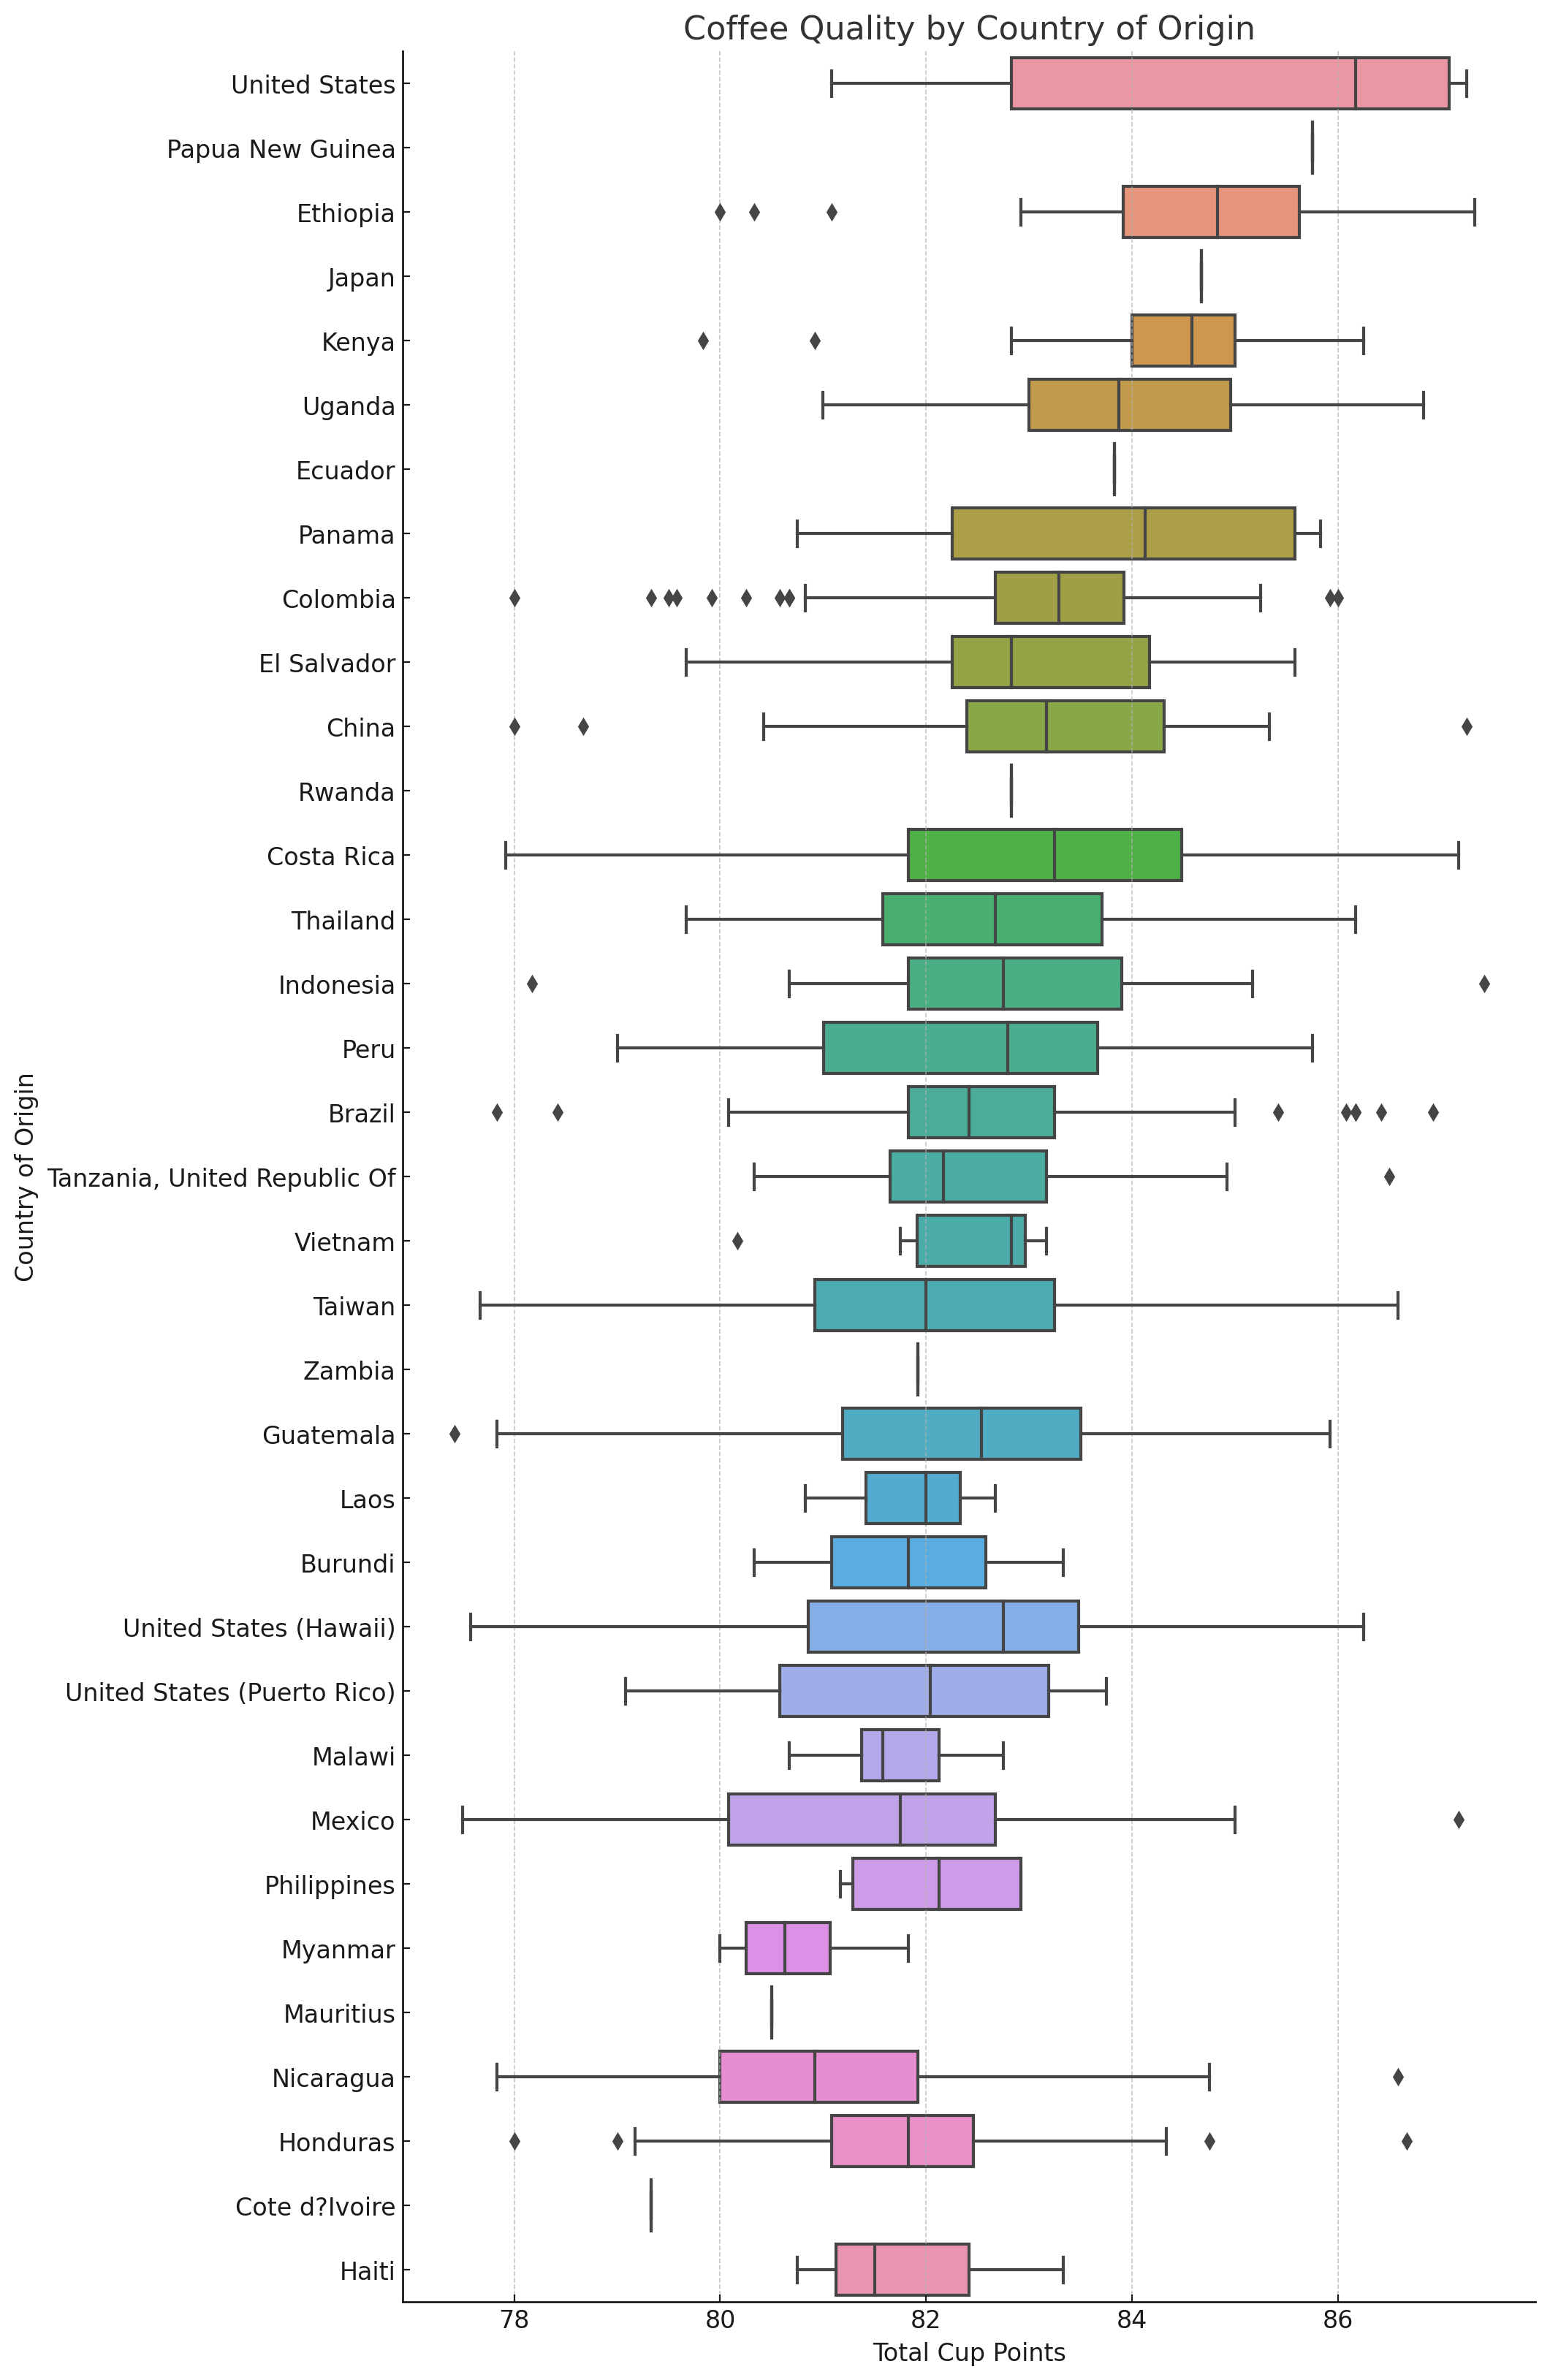 Coffee Quality by Country of Origin
United States
Papua New Guinea
Ethiopia
Japan
Kenya
Uganda
Ecuador
Panama
Colombia
El Salvador
China
Rwanda
Costa Rica
Thailand
Indonesia
Peru
Brazil
Tanzania, United Republic Of
Vietnam
Taiwan
Zambia
Guatemala
Laos
Burundi
United States (Hawaii)
United States (Puerto Rico)
Malawi
Mexico
Philippines
Myanmar
Mauritius
Nicaragua
Honduras
Cote d?Ivoire
Haiti
Country of Origin
78 80 82 84 86
Total Cup Points